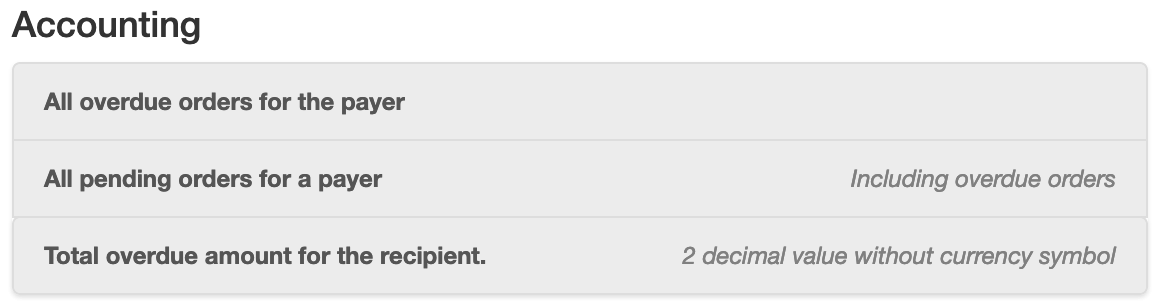 Accounting
All overdue orders for the payer
All pending orders for a payer Including overdue orders
Total overdue amount for the recipient. 2 decimal value without currency symbol